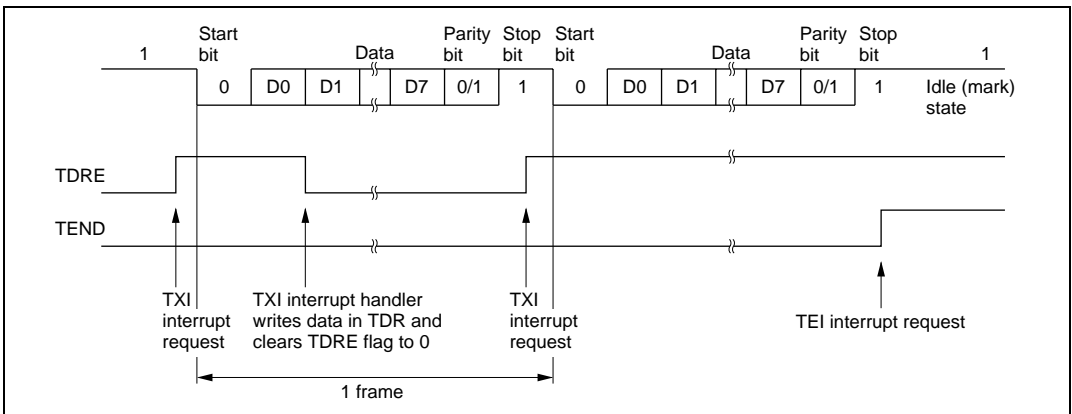 Start Parity Stop Start Parity Stop
1 bit Data bit bit bit Data bit bit 1
0 D0 D1 D7 0/1 1 0 D0 D1 D7 0/1 1 Idle (mark)
state
TDRE
TEND
TXI
interrupt
request
TXI interrupt handler
writes data in TDR and
clears TDRE flag to 0
TXI
interrupt
request
TEI interrupt request
1 frame